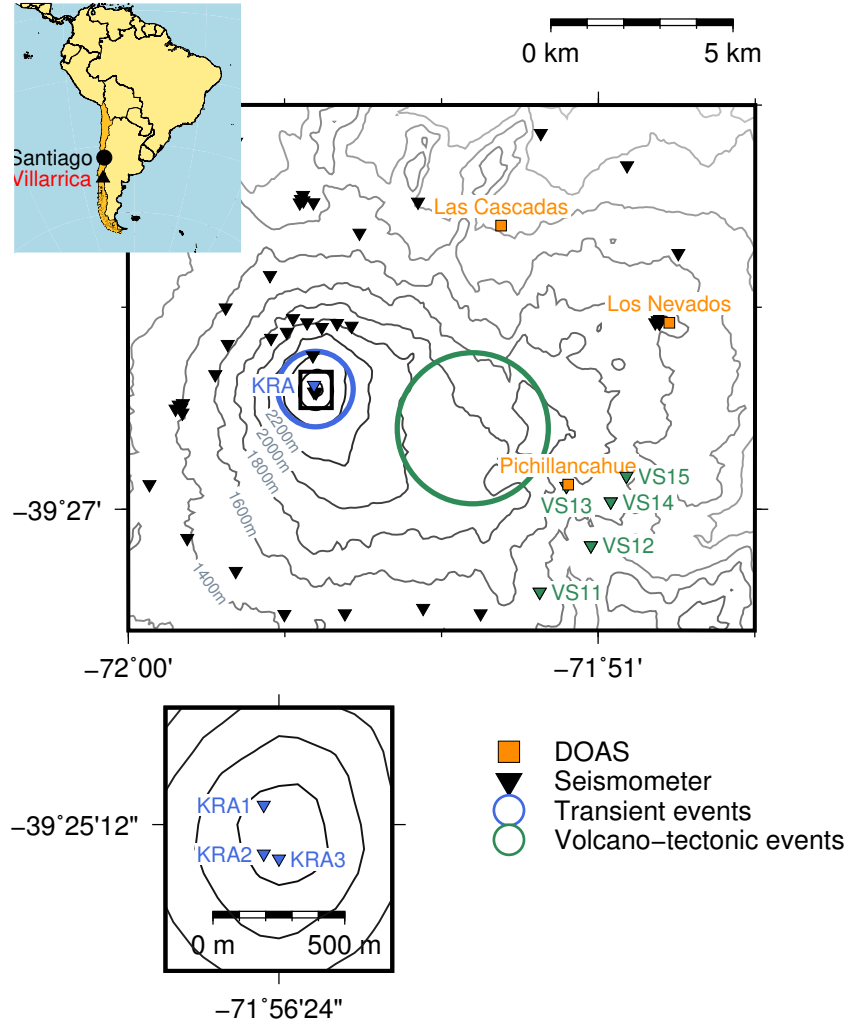 0 km 5 km
Santiago
Villarrica
Las Cascadas
Los Nevados
KRA
2200m
2000m
1800m
1600m
1400m
Pichillancahue
VS15
VS13
VS14
VS12
VS11
−39˚27'
−72˚00'
−71˚51'
KRA1
KRA2
KRA3
−39˚25'12"
0 m 500 m
−71˚56'24"
DOAS
Seismometer
Transient events
Volcano−tectonic events